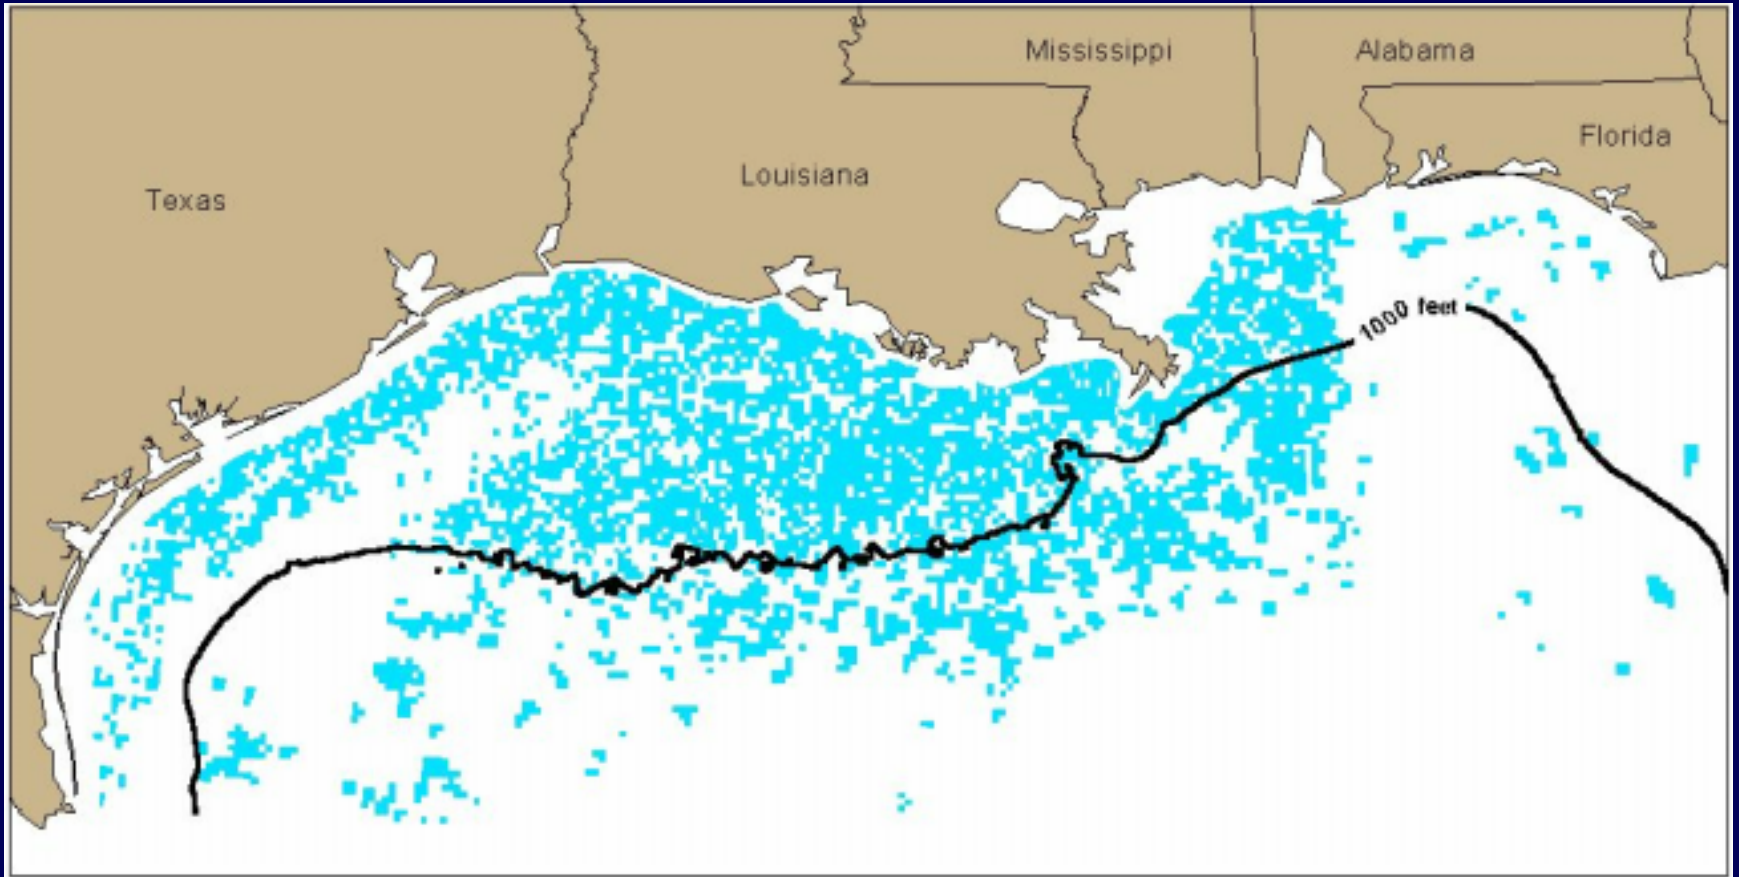 Mississippi
Alabama
Florida
Louisiana
Texas
1000 feet